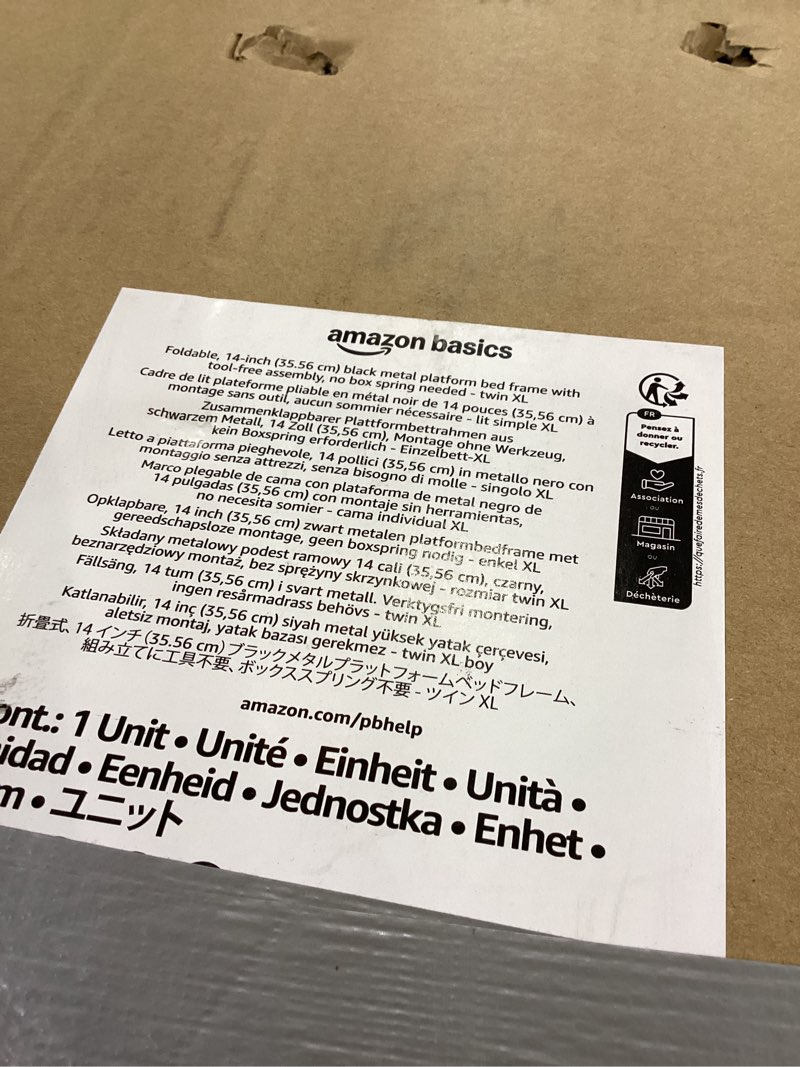 amazon basics
Foldable, 14-inch (35.56 cm) black metal platform bed frame with
tool-free assembly, no box spring needed - twin XL
Cadre de lit plateforme pliable en métal noir de 14 pouces (35,56 cm) à
montage sans outil, aucun sommier nécessaire - lit simple XL
Zusammenklappbarer Plattformbettrahmen aus
schwarzem Metall, 14 Zoll (35,56 cm), Montage ohne Werkzeug,
kein Boxspring erforderlich - Einzelbett-XL
Letto a piattaforma pieghevole, 14 pollici (35,56 cm) in metallo nero con
montaggio senza attrezzi, senza bisogno di molle - singolo XL
Marco plegable de cama con plataforma de metal negro de
14 pulgadas (35,56 cm) con montaje sin herramientas,
no necesita somier - cama individual XL
Opklapbare, 14 inch (35,56 cm) zwart metalen platformbedframe met
gereedschapsloze montage, geen boxspring nodig - enkel XL
Składany metalowy podest ramowy 14 cali (35,56 cm), czarny,
beznarzędziowy montaż, bez sprężyny skrzynkowej - rozmiar twin XL
Fällsäng, 14 tum (35,56 cm) i svart metall. Verktygsfri montering,
ingen resårmadrass behövs - twin XL
Katlanabilir, 14 inç (35,56 cm) siyah metal yüksek yatak çerçevesi,
aletsiz montaj, yatak bazası gerekmez - twin XL boy
折畳式、14 インチ (35.56 cm) ブラックメタルプラットフォームベッドフレーム、
組み立てに工具不要、ボックススプリング不要 - ツイン XL
amazon.com/pbhelp
ont.: 1 Unit • Unité • Einheit • Unità •
idad • Eenheid • Jednostka • Enhet •
m • ユニット
FR
Pensez à
donner ou
recycler.
Association
OU
Magasin
OU
Déchèterie
https://quefairedemesdechets.fr